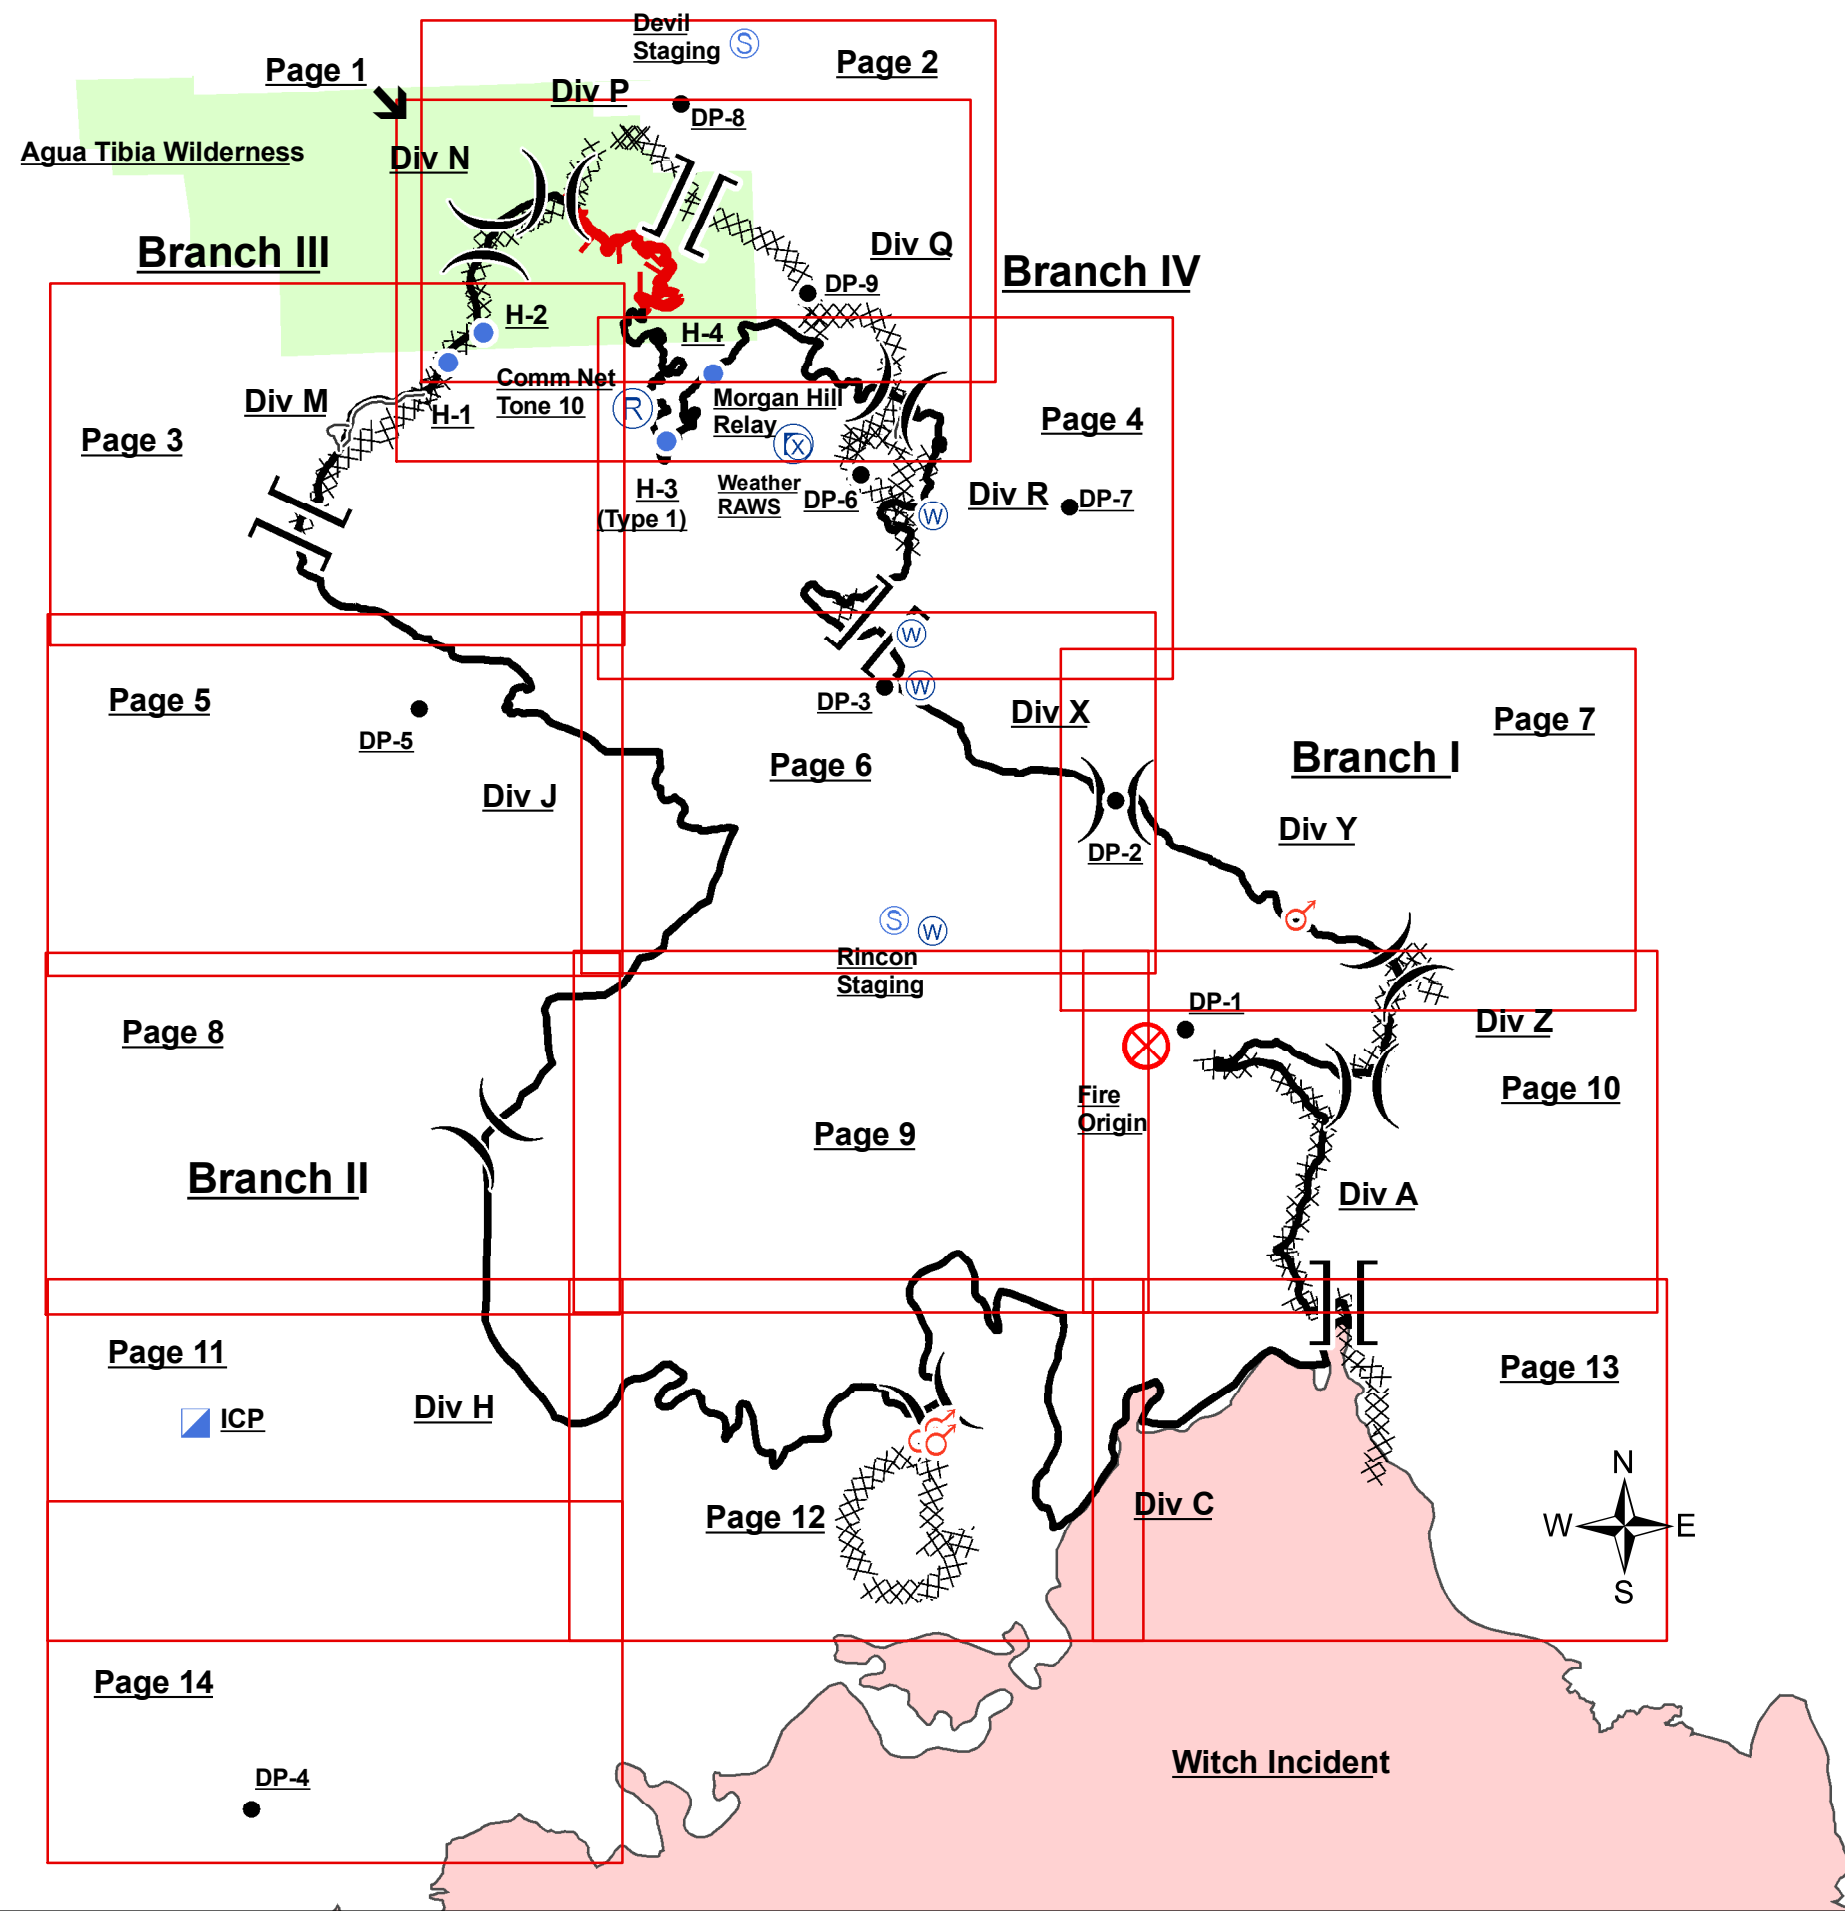 Devil
Staging
S
Page 2
Page 1
Div P
DP-8
Agua Tibia Wilderness
Div N
Branch III
Div Q
Branch IV
DP-9
H-2
H-4
Comm Net
Tone 10
R
Morgan Hill
Relay
X
Div M
H-1
Page 3
Page 4
H-3
(Type 1)
Weather
RAWS
DP-6
Div R
DP-7
W
W
DP-3
W
Div X
Page 5
DP-5
Page 6
Page 7
Branch I
Div J
Div Y
DP-2
S
W
RIncon
Staging
DP-1
Div Z
Page 8
Fire
Origin
Page 10
Page 9
Branch II
Div A
Page 11
Page 13
Div H
ICP
Page 12
Div C
N
W
E
S
Page 14
Witch Incident
DP-4